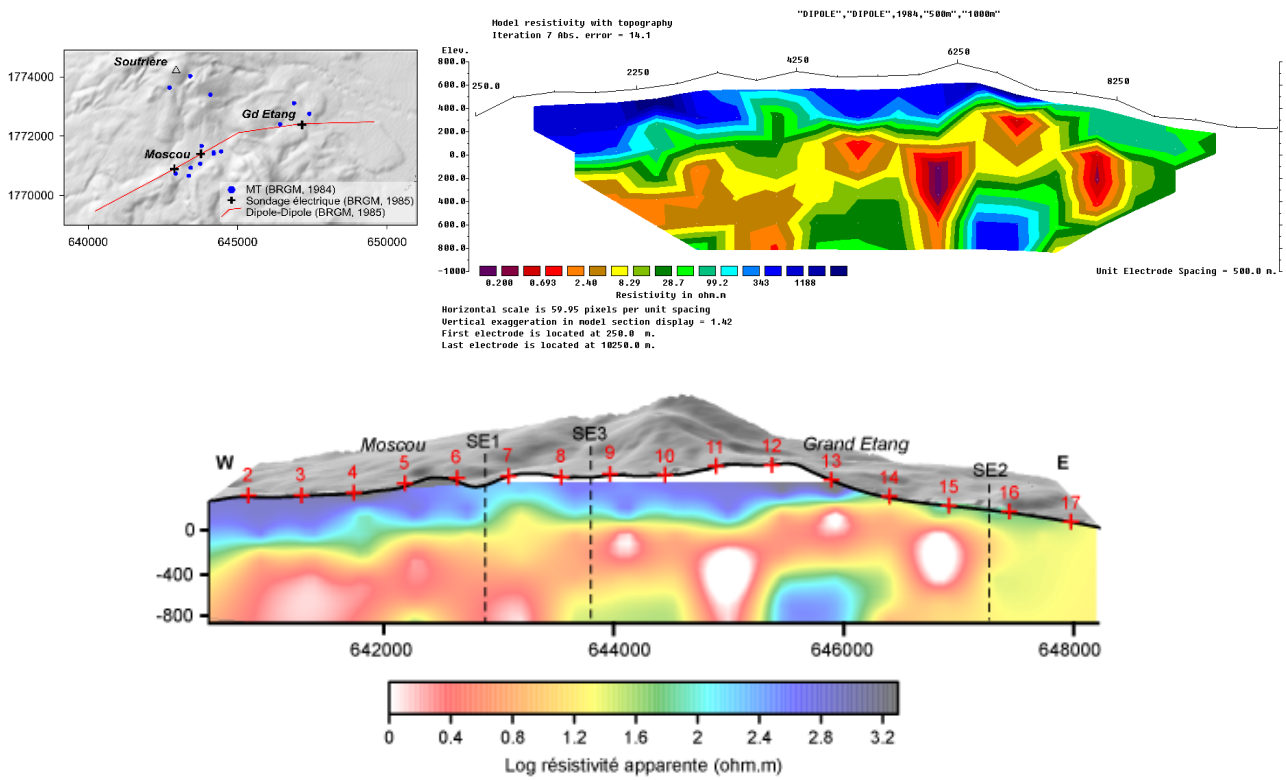 Soufrière
Gd Etang
Moscou
MT (BRGM, 1984)
Sondage électrique (BRGM, 1985)
Dipole-Dipole (BRGM, 1985)
1774000
1772000
1770000
640000 645000 650000
"DIPOLE","DIPOLE",1984,"500m","1000m"
Model resistivity with topography
Iteration 7 Abs. error = 14.1
Elev.
800.0
600.0
400.0
200.0
0.0
200.0
400.0
600.0
800.0
-1000
250.0 2250 4250 6250 8250
0.200 0.693 2.40 8.29 28.7 99.2 343 1188
Resistivity in ohm.m
Unit Electrode Spacing = 500.0 m.
Horizontal scale is 59.95 pixels per unit spacing
Vertical exaggeration in model section display = 1.42
First electrode is located at 250.0 m.
Last electrode is located at 10250.0 m.
Moscou SE1 SE3 Grand Etang SE2
W E
2 3 4 5 6 7 8 9 10 11 12 13 14 15 16 17
0
-400
-800
642000 644000 646000 648000
0 0.4 0.8 1.2 1.6 2 2.4 2.8 3.2
Log résistivité apparente (ohm.m)